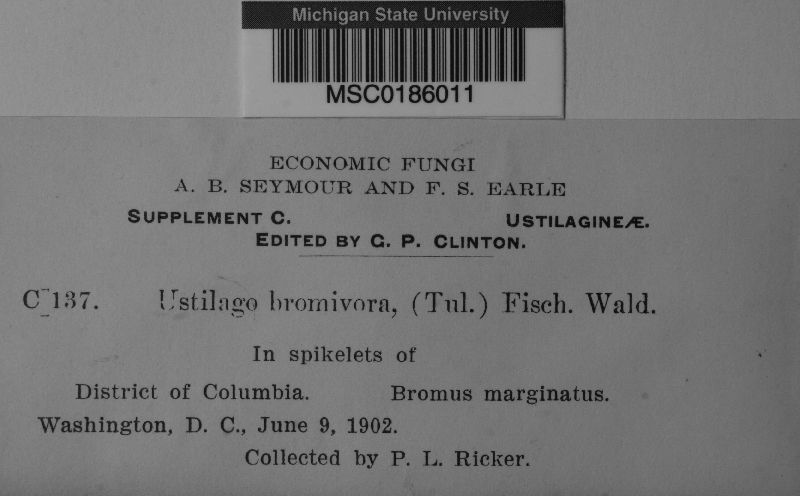 Michigan State University
MSC0186011
ECONOMIC FUNGI
A. B. SEYMOUR AND F. S. EARLE
SUPPLEMENT C. USTILAGINEÆ.
EDITED BY G. P. CLINTON.
C 137. Ustilago bromivora, (Tul.) Fisch. Wald.
In spikelets of
District of Columbia. Bromus marginatus.
Washington, D. C., June 9, 1902.
Collected by P. L. Ricker.